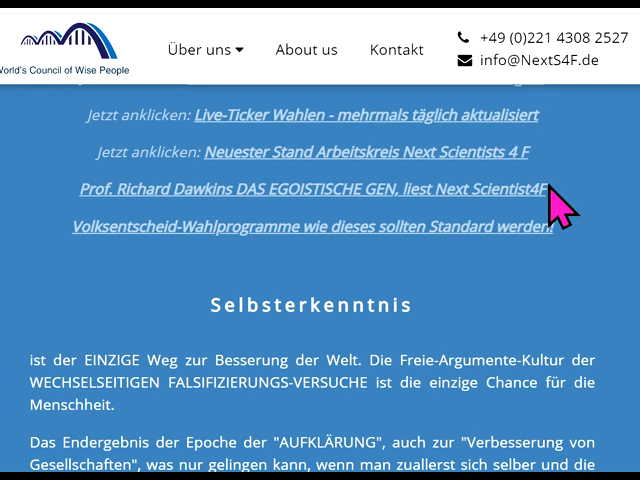 World's Council of Wise People
Über uns
About us
Kontakt
+49 (0)221 4308 2527
info@NextS4F.de
Jetzt anklicken: Live-Ticker Wahlen - mehrmals täglich aktualisiert
Jetzt anklicken: Neuester Stand Arbeitskreis Next Scientists 4 F
Prof. Richard Dawkins DAS EGOISTISCHE GEN, liest Next Scientist4F
Volksentscheid-Wahlprogramme wie dieses sollten Standard werden!
Selbsterkenntnis
ist der EINZIGE Weg zur Besserung der Welt. Die Freie-Argumente-Kultur der
WECHSELSEITIGEN FALSIFIZIERUNGS-VERSUCHE ist die einzige Chance für die
Menschheit.
Das Endergebnis der Epoche der "AUFKLÄRUNG", auch zur "Verbesserung von
Gesellschaften", was nur gelingen kann, wenn man zuallerst sich selber und die